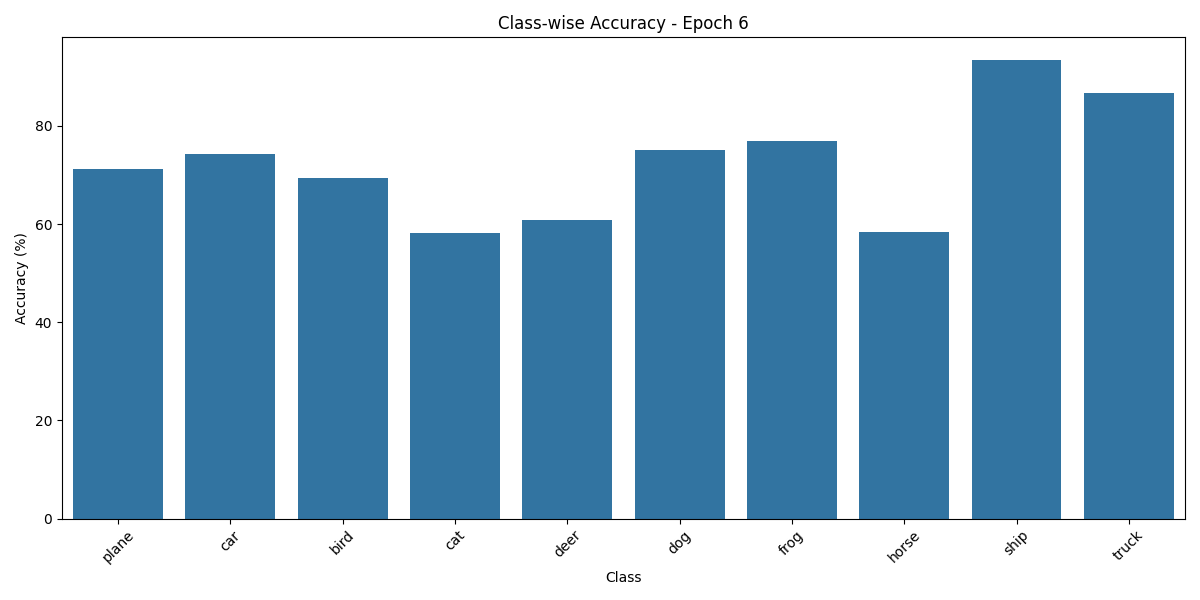 Class-wise Accuracy - Epoch 6
Accuracy (%)
80
60
40
20
0
plane
car
bird
cat
deer
dog
frog
horse
ship
truck
Class